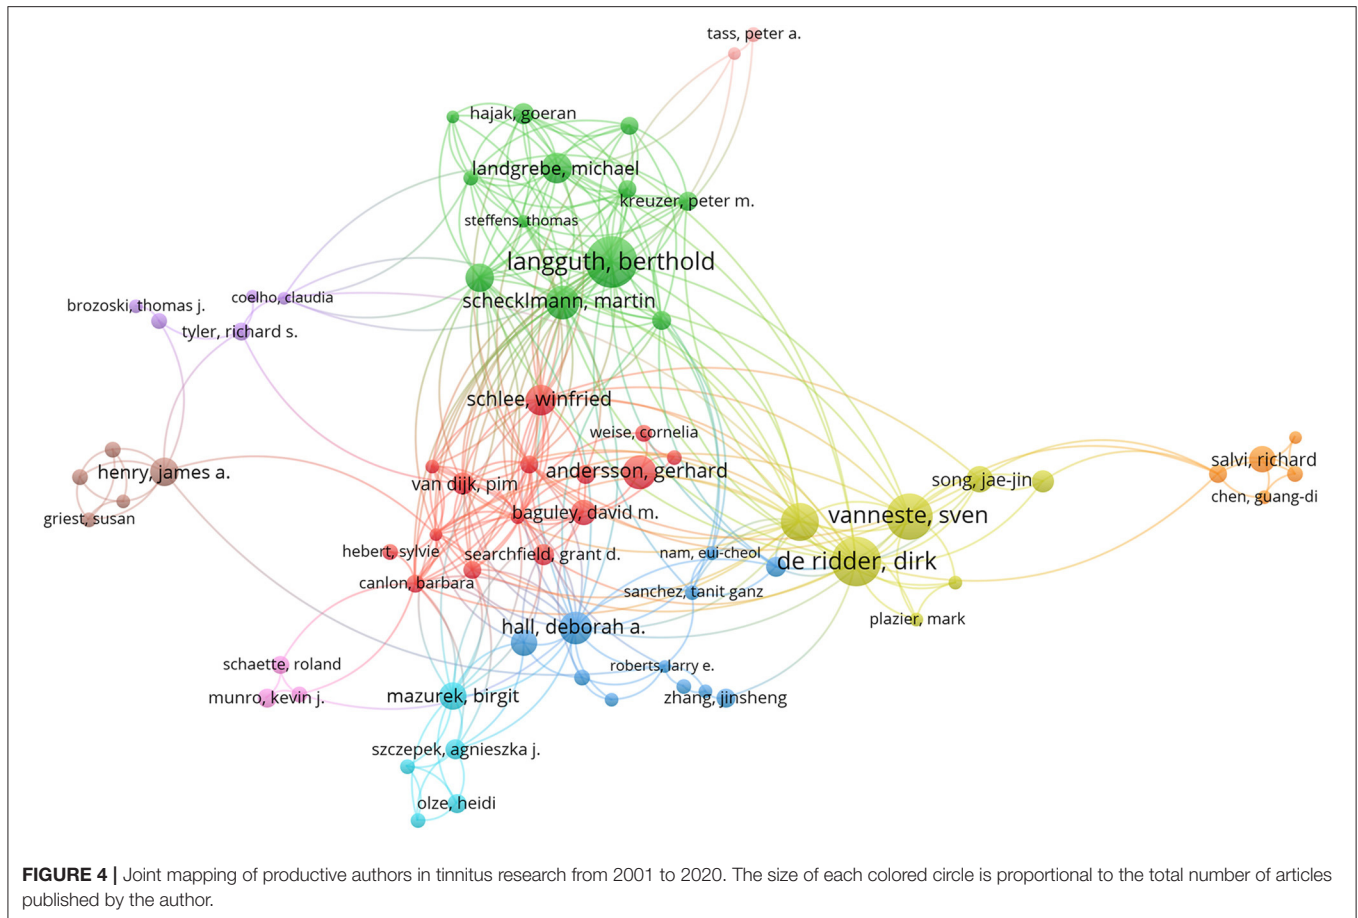 tass, peter a.
hajak, goeran
landgrebe, michael
kreuzer, peter m.
steffens, thomas
langguth, berthold
schecklmann, martin
coelho, claudia
brozoski, thomas j.
tyler, richard s.
schlee, winfried
weise, cornelia
andersson, gerhard
van dijk, pim
henry, james a.
griest, susan
baguley, david m.
hebert, sylvie
searchfield, grant d.
canlon, barbara
salvi, richard
chen, guang-di
song, jae-jin
vanneste, sven
de ridder, dirk
nam, eui-cheol
sanchez, tanit ganz
plazier, mark
hall, deborah a.
roberts, larry e.
zhang, jinsheng
schaette, roland
munro, kevin j.
mazurek, birgit
szczepek, agnieszka j.
olze, heidi
FIGURE 4 | Joint mapping of productive authors in tinnitus research from 2001 to 2020. The size of each colored circle is proportional to the total number of articles
published by the author.